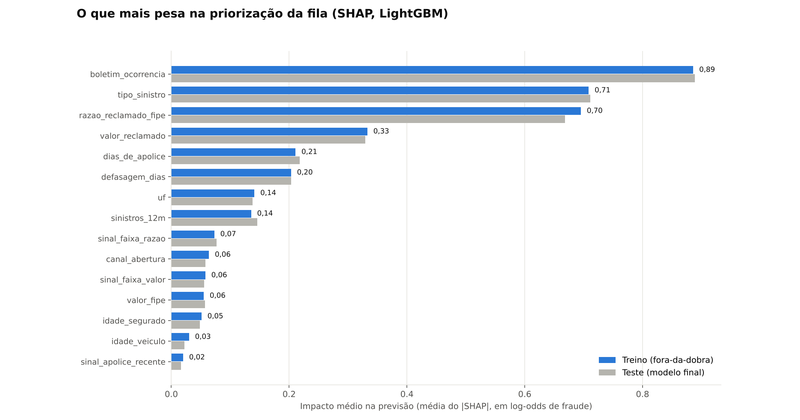 O que mais pesa na priorização da fila (SHAP, LightGBM)
boletim_ocorrencia 0,89
tipo_sinistro 0,71
razao_reclamado_fipe 0,70
valor_reclamado 0,33
dias_de_apolice 0,21
defasagem_dias 0,20
uf 0,14
sinistros_12m 0,14
sinal_faixa_razao 0,07
canal_abertura 0,06
sinal_faixa_valor 0,06
valor_fipe 0,06
idade_segurado 0,05
idade_veiculo 0,03
sinal_apolice_recente 0,02
Treino (fora-da-dobra)
Teste (modelo final)
0.0 0.2 0.4 0.6 0.8
Impacto médio na previsão (média do |SHAP|, em log-odds de fraude)